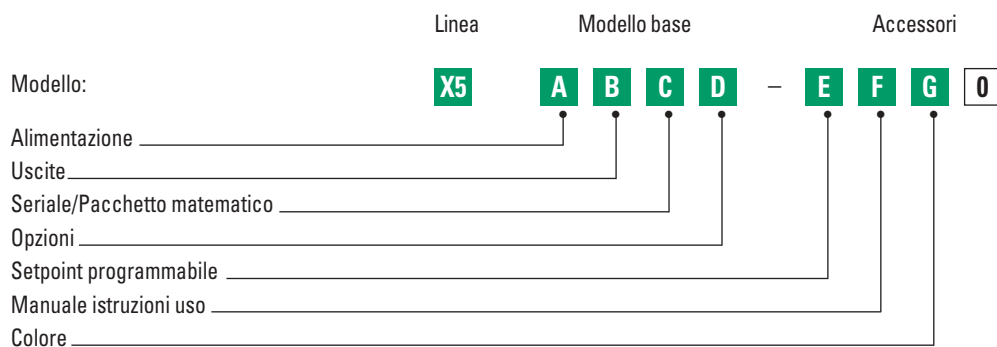 Linea Modello base Accessori
Modello: X5 A B C D – E F G 0
Alimentazione
Uscite
Seriale/Pacchetto matematico
Opzioni
Setpoint programmabile
Manuale istruzioni uso
Colore